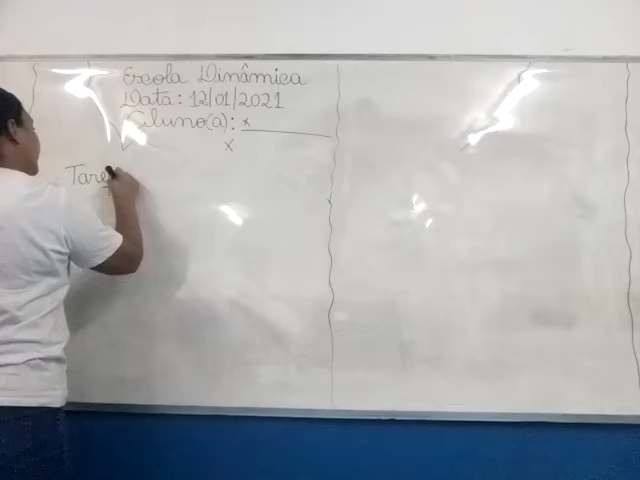 Escola Dinâmica
Data: 12/01/2021
Aluno(a): x
x
Tare